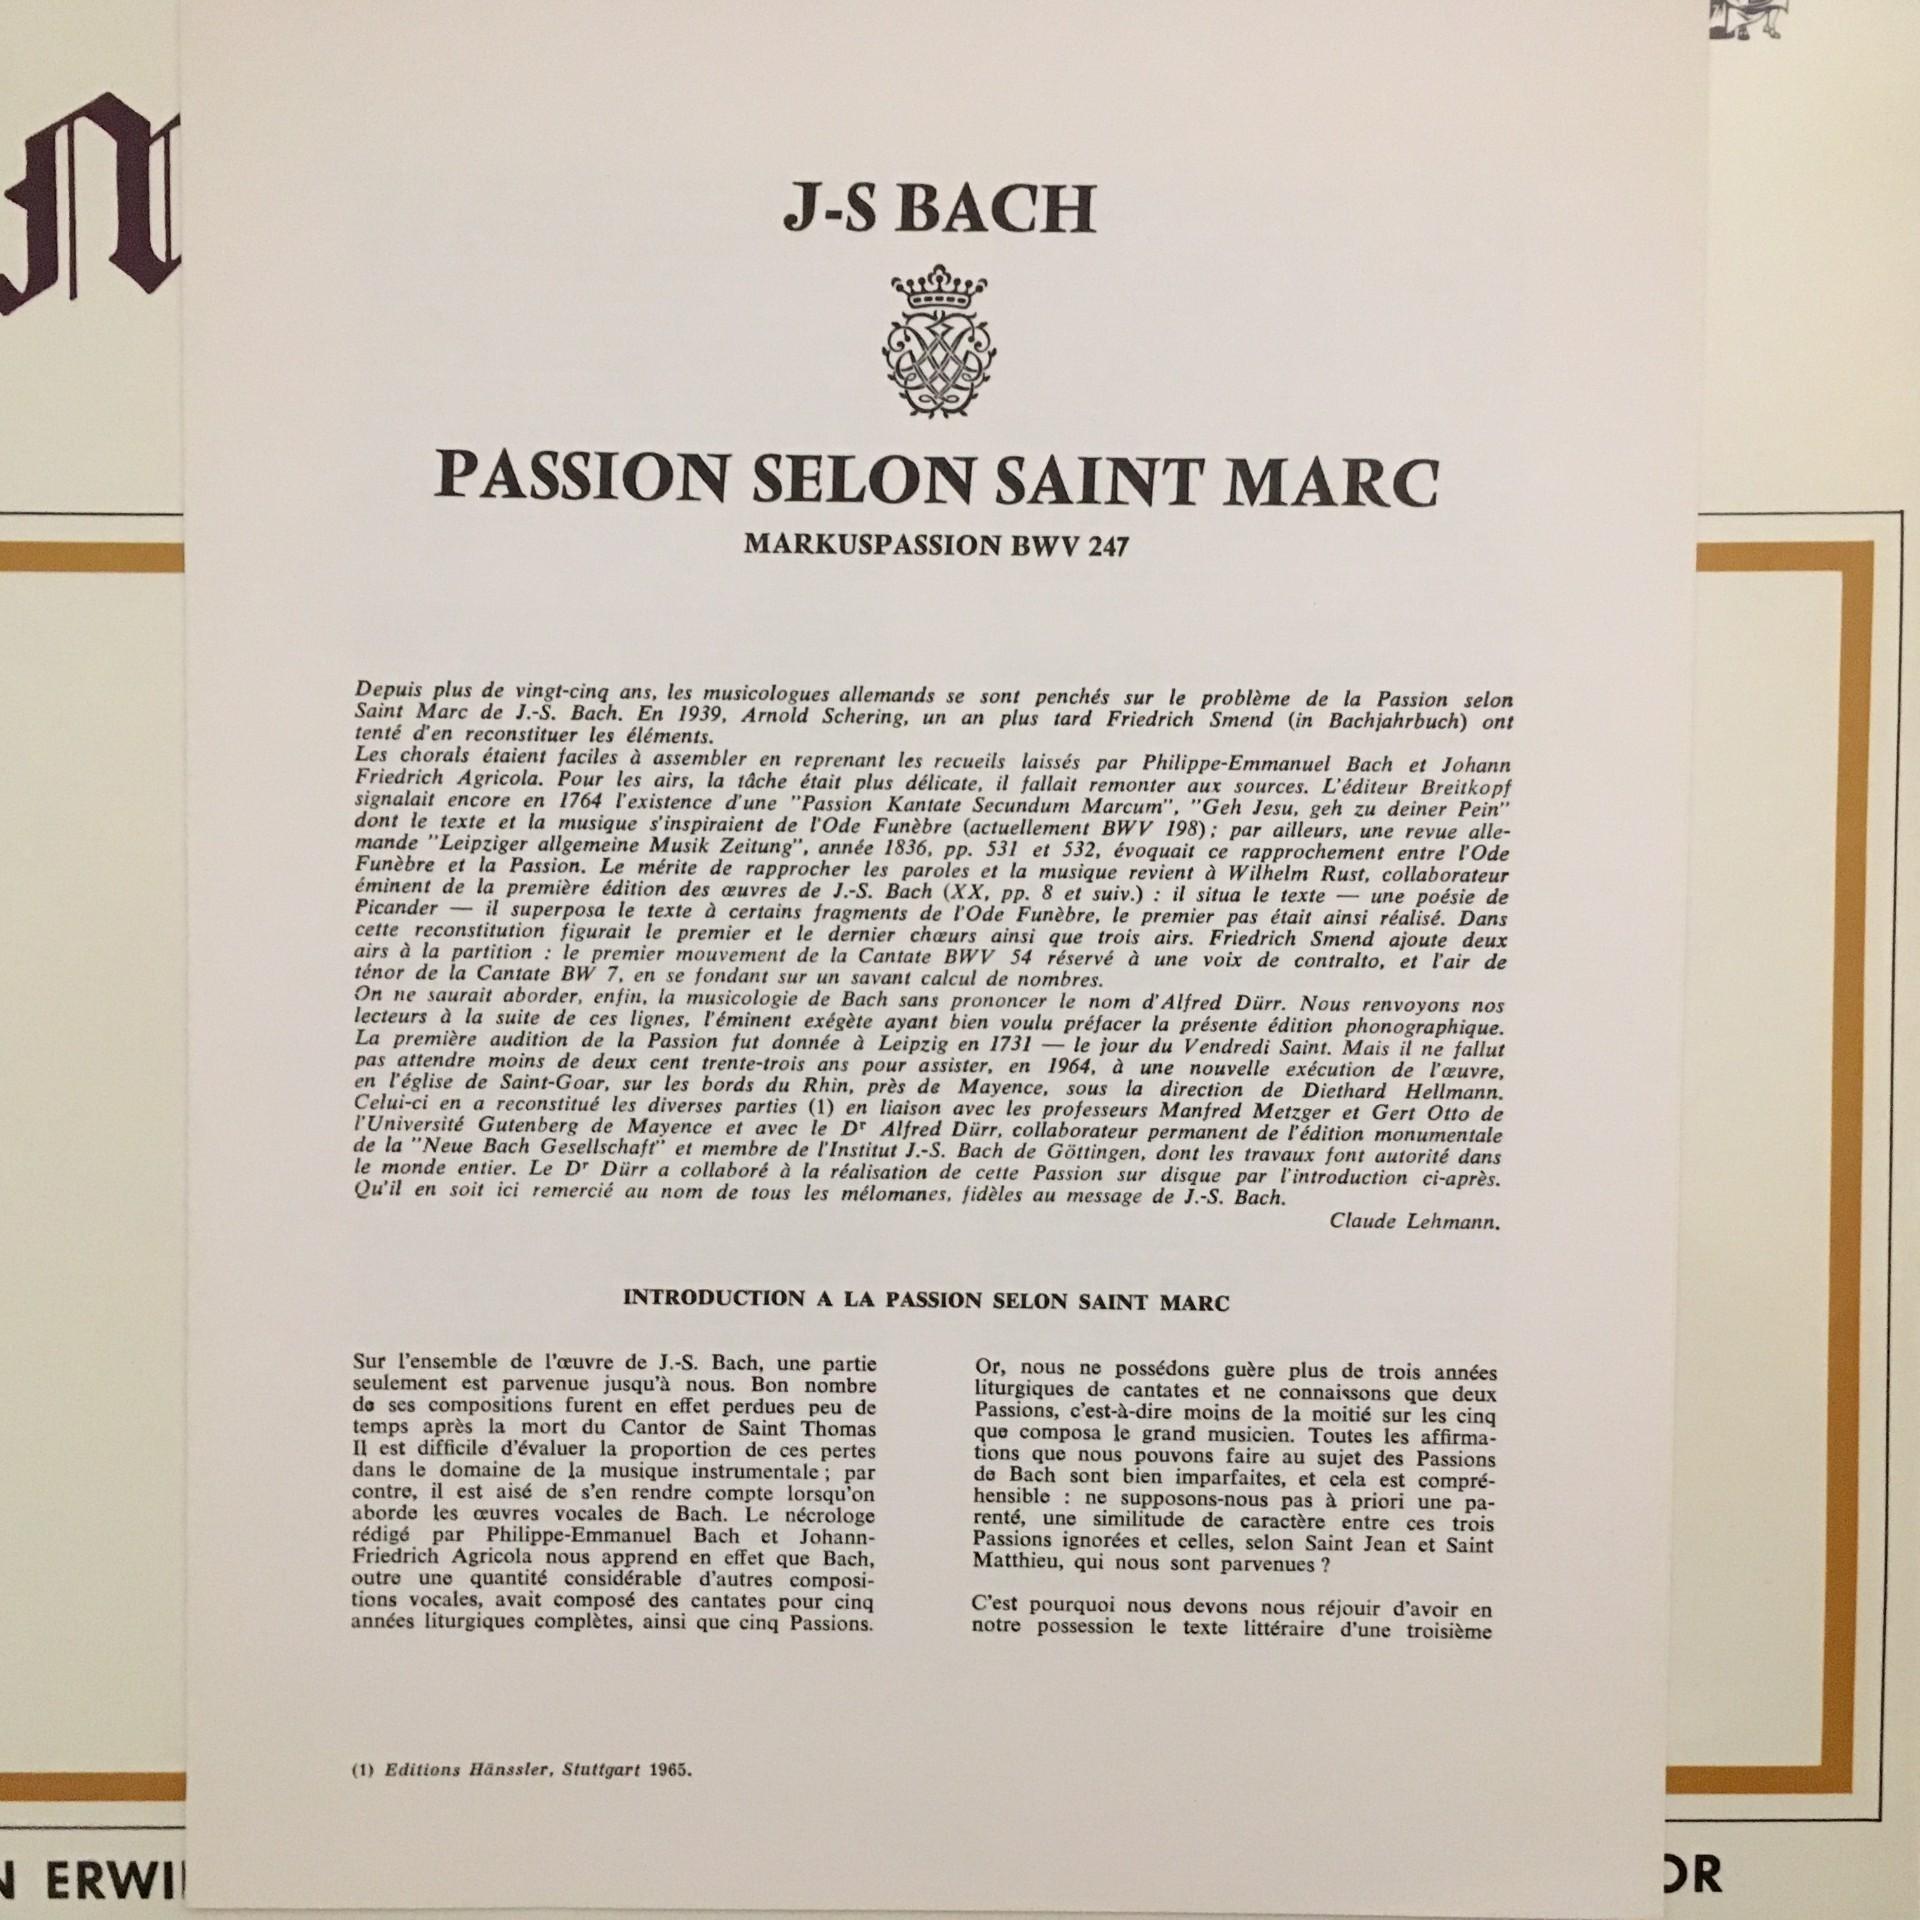 J-S BACH
PASSION SELON SAINT MARC
MARKUSPASSION BWV 247
Depuis plus de vingt-cinq ans, les musicologues allemands se sont penchés sur le problème de la Passion selon
Saint Marc de J.-S. Bach. En 1939, Arnold Schering, un an plus tard Friedrich Smend (in Bachjahrbuch) ont
tenté d'en reconstituer les éléments.
Les chorals étaient faciles à assembler en reprenant les recueils laissés par Philippe-Emmanuel Bach et Johann
Friedrich Agricola. Pour les airs, la tâche était plus délicate, il fallait remonter aux sources. L'éditeur Breitkopf
signalait encore en 1764 l'existence d'une "Passion Kantate Secundum Marcum", "Geh Jesu, geh zu deiner Pein"
dont le texte et la musique s'inspiraient de l'Ode Funèbre (actuellement BWV 198) ; par ailleurs, une revue alle-
mande "Leipziger allgemeine Musik Zeitung", année 1836, pp. 531 et 532, évoquait ce rapprochement entre l'Ode
Funèbre et la Passion. Le mérite de rapprocher les paroles et la musique revient à Wilhelm Rust, collaborateur
éminent de la première édition des œuvres de J.-S. Bach (XX, pp. 8 et suiv.) : il situa le texte — une poésie de
Picander — il superposa le texte à certains fragments de l'Ode Funèbre, le premier pas était ainsi réalisé. Dans
cette reconstitution figurait le premier et le dernier chœurs ainsi que trois airs. Friedrich Smend ajoute deux
airs à la partition : le premier mouvement de la Cantate BWV 54 réservé à une voix de contralto, et l'air de
ténor de la Cantate BW 7, en se fondant sur un savant calcul de nombres.
On ne saurait aborder, enfin, la musicologie de Bach sans prononcer le nom d'Alfred Dürr. Nous renvoyons nos
lecteurs à la suite de ces lignes, l'éminent exégète ayant bien voulu préfacer la présente édition phonographique.
La première audition de la Passion fut donnée à Leipzig en 1731 — le jour du Vendredi Saint. Mais il ne fallut
pas attendre moins de deux cent trente-trois ans pour assister, en 1964, à une nouvelle exécution de l'œuvre,
en l'église de Saint-Goar, sur les bords du Rhin, près de Mayence, sous la direction de Diethard Hellmann.
Celui-ci en a reconstitué les diverses parties (1) en liaison avec les professeurs Manfred Metzger et Gert Otto de
l'Université Gutenberg de Mayence et avec le Dr Alfred Dürr, collaborateur permanent de l'édition monumentale
de la "Neue Bach Gesellschaft" et membre de l'Institut J.-S. Bach de Göttingen, dont les travaux font autorité dans
le monde entier. Le Dr Dürr a collaboré à la réalisation de cette Passion sur disque par l'introduction ci-après.
Qu'il en soit ici remercié au nom de tous les mélomanes, fidèles au message de J.-S. Bach.
Claude Lehmann.
INTRODUCTION A LA PASSION SELON SAINT MARC
Sur l'ensemble de l'œuvre de J.-S. Bach, une partie
seulement est parvenue jusqu'à nous. Bon nombre
de ses compositions furent en effet perdues peu de
temps après la mort du Cantor de Saint Thomas
Il est difficile d'évaluer la proportion de ces pertes
dans le domaine de la musique instrumentale ; par
contre, il est aisé de s'en rendre compte lorsqu'on
aborde les œuvres vocales de Bach. Le nécrologe
rédigé par Philippe-Emmanuel Bach et Johann-
Friedrich Agricola nous apprend en effet que Bach,
outre une quantité considérable d'autres composi-
tions vocales, avait composé des cantates pour cinq
années liturgiques complètes, ainsi que cinq Passions.
Or, nous ne possédons guère plus de trois années
liturgiques de cantates et ne connaissons que deux
Passions, c'est-à-dire moins de la moitié sur les cinq
que composa le grand musicien. Toutes les affirma-
tions que nous pouvons faire au sujet des Passions
de Bach sont bien imparfaites, et cela est compré-
hensible : ne supposons-nous pas à priori une pa-
renté, une similitude de caractère entre ces trois
Passions ignorées et celles, selon Saint Jean et Saint
Matthieu, qui nous sont parvenues ?
C'est pourquoi nous devons nous réjouir d'avoir en
notre possession le texte littéraire d'une troisième
(1) Editions Hänssler, Stuttgart 1965.
N ERWI
OR